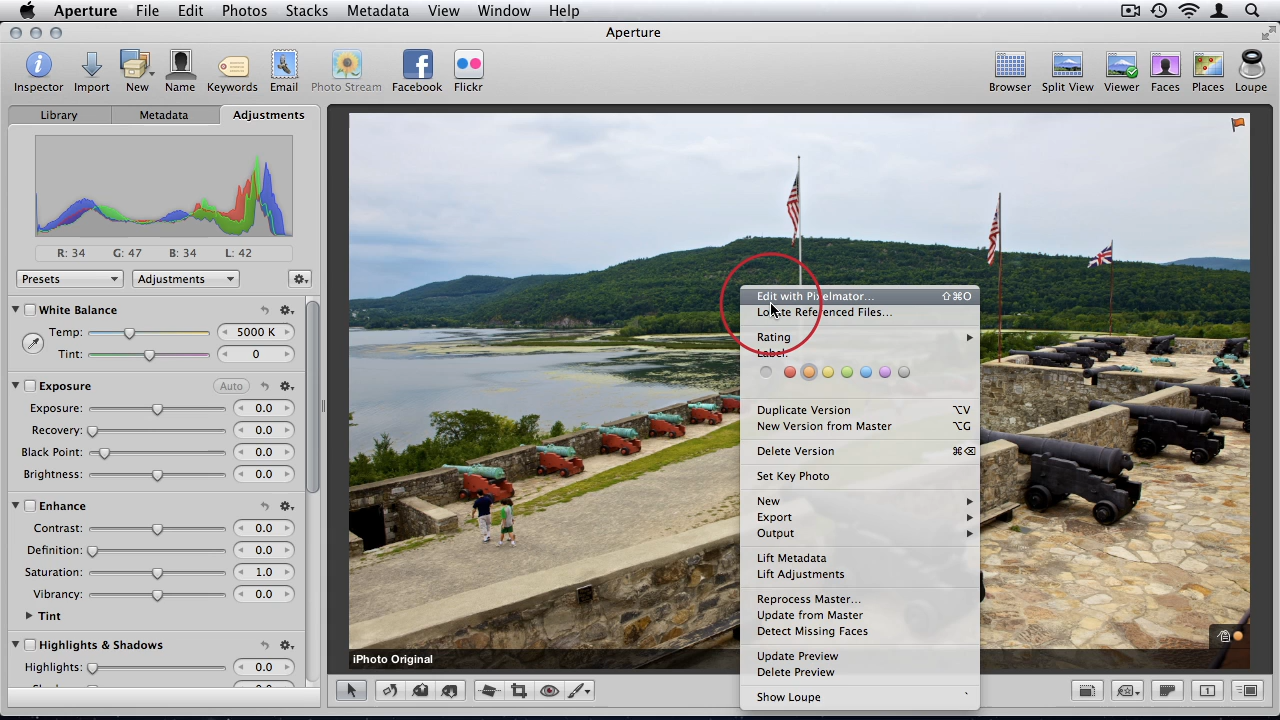 Aperture File Edit Photos Stacks Metadata View Window Help
Aperture
Inspector Import New Name Keywords Email Photo Stream Facebook Flickr Browser Split View Viewer Faces Places Loupe
Library Metadata Adjustments
R: 34 G: 47 B: 34 L: 42
Presets Adjustments
White Balance
Temp: 5000 K
Tint: 0
Exposure Auto
Exposure: 0.0
Recovery: 0.0
Black Point: 0.0
Brightness: 0.0
Enhance
Contrast: 0.0
Definition: 0.0
Saturation: 1.0
Vibrancy: 0.0
Tint
Highlights & Shadows
Highlights: 0.0
Edit with Pixelmator... ⇧⌘O
Locate Referenced Files...
Rating
Label:
Duplicate Version ⌥V
New Version from Master ⌥G
Delete Version ⌘⌫
Set Key Photo
New
Export
Output
Lift Metadata
Lift Adjustments
Reprocess Master...
Update from Master
Detect Missing Faces
Update Preview
Delete Preview
Show Loupe `
iPhoto Original
1